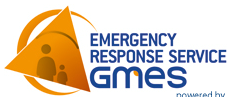 EMERGENCY
RESPONSE SERVICE
GMES
powered by